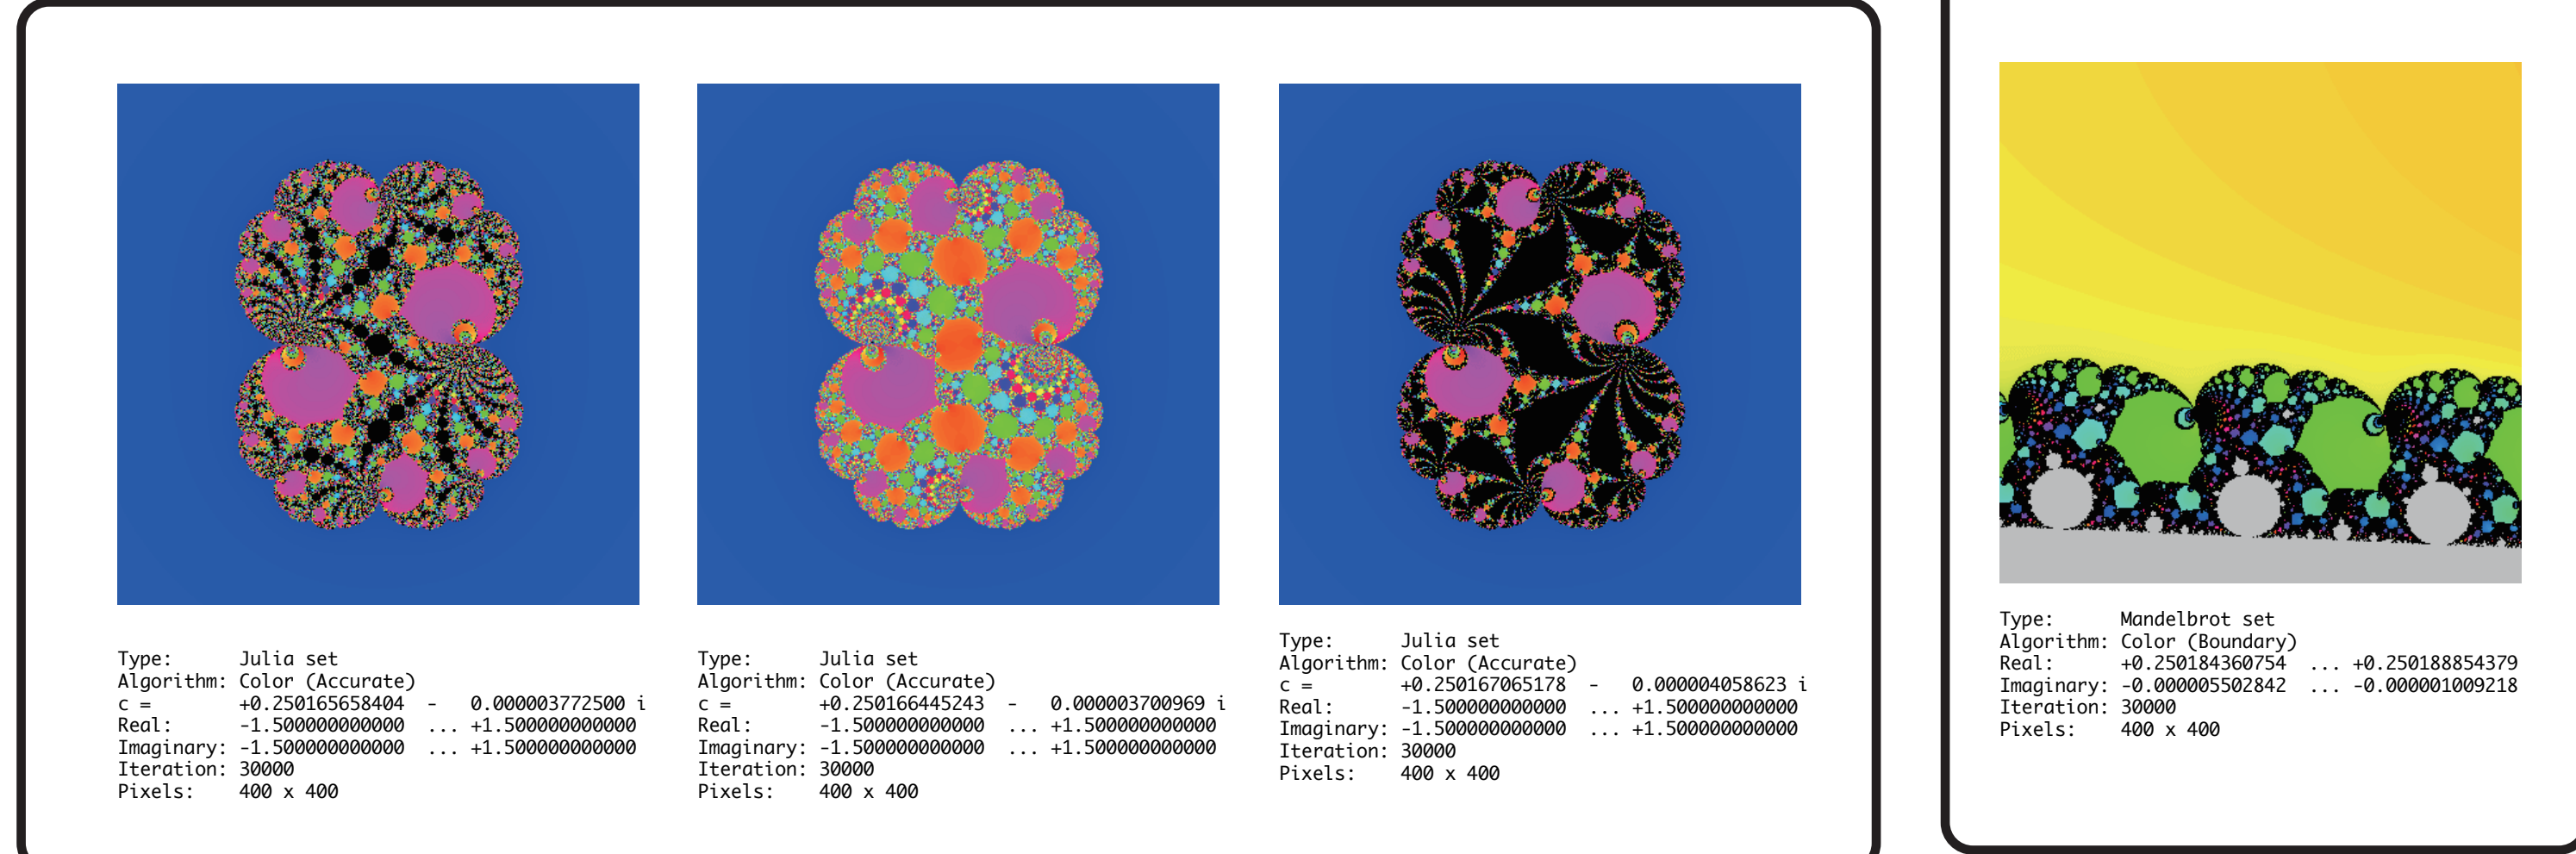 Type: Julia set
Algorithm: Color (Accurate)
c = +0.250165658404 - 0.000003772500 i
Real: -1.500000000000 ... +1.500000000000
Imaginary: -1.500000000000 ... +1.500000000000
Iteration: 30000
Pixels: 400 x 400
Type: Julia set
Algorithm: Color (Accurate)
c = +0.250166445243 - 0.000003700969 i
Real: -1.500000000000 ... +1.500000000000
Imaginary: -1.500000000000 ... +1.500000000000
Iteration: 30000
Pixels: 400 x 400
Type: Julia set
Algorithm: Color (Accurate)
c = +0.250167065178 - 0.000004058623 i
Real: -1.500000000000 ... +1.500000000000
Imaginary: -1.500000000000 ... +1.500000000000
Iteration: 30000
Pixels: 400 x 400
Type: Mandelbrot set
Algorithm: Color (Boundary)
Real: +0.250184360754 ... +0.250188854379
Imaginary: -0.000005502842 ... -0.000001009218
Iteration: 30000
Pixels: 400 x 400